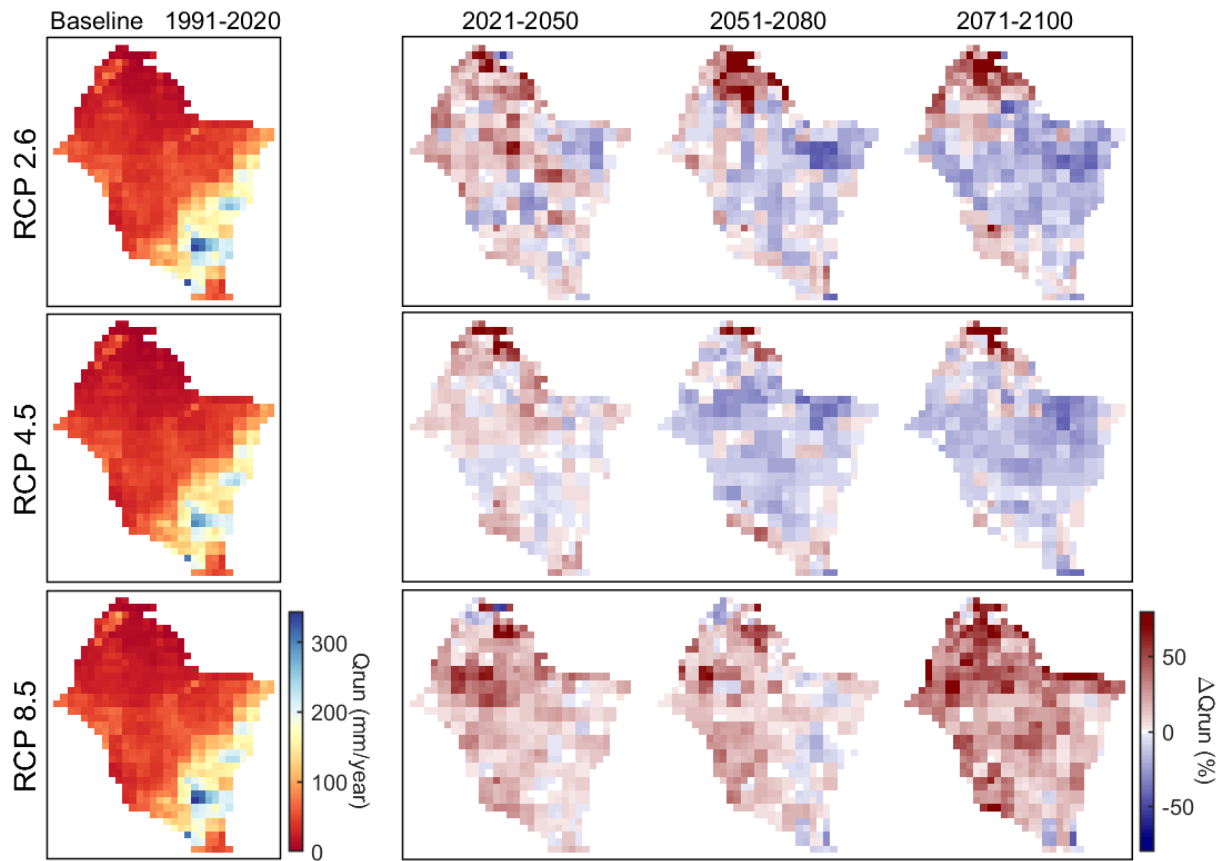 Baseline 1991-2020
2021-2050
2051-2080
2071-2100
RCP 2.6
RCP 4.5
RCP 8.5
300
200
100
0
Qrun (mm/year)
50
0
-50
ΔQrun (%)